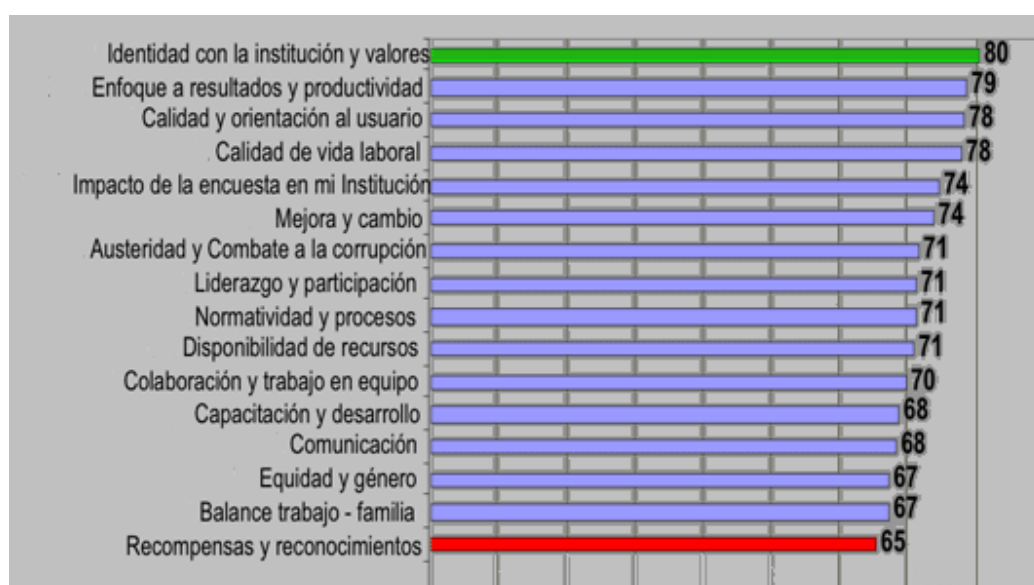 Identidad con la institución y valores 80
Enfoque a resultados y productividad 79
Calidad y orientación al usuario 78
Calidad de vida laboral 78
Impacto de la encuesta en mi Institución 74
Mejora y cambio 74
Austeridad y Combate a la corrupción 71
Liderazgo y participación 71
Normatividad y procesos 71
Disponibilidad de recursos 71
Colaboración y trabajo en equipo 70
Capacitación y desarrollo 68
Comunicación 68
Equidad y género 67
Balance trabajo - familia 67
Recompensas y reconocimientos 65